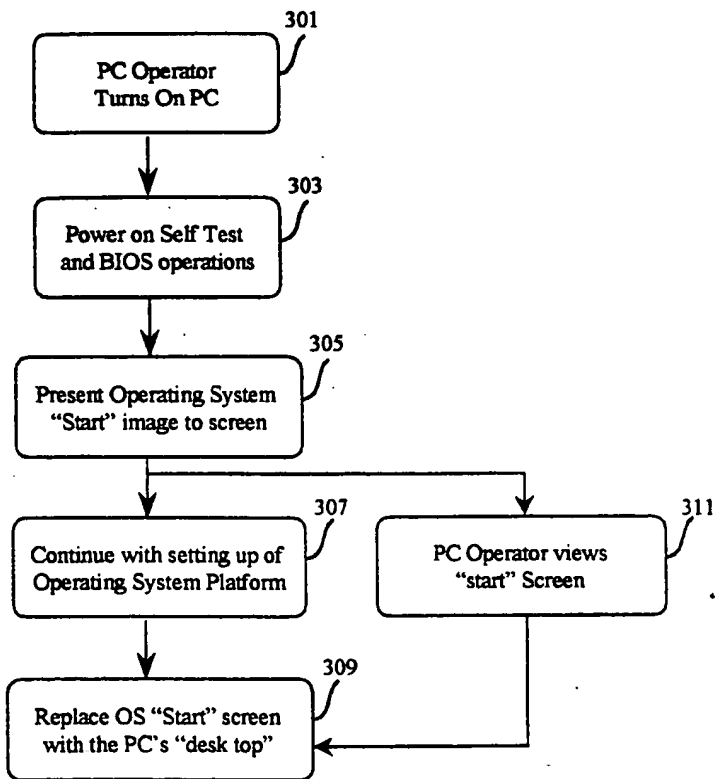 301
PC Operator
Turns On PC
303
Power on Self Test
and BIOS operations
305
Present Operating System
“Start” image to screen
307
Continue with setting up of
Operating System Platform
311
PC Operator views
“start” Screen
309
Replace OS “Start” screen
with the PC’s “desk top”